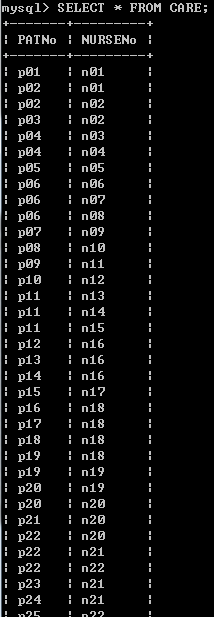 mysql> SELECT * FROM CARE;
+--------+---------+
¦ PATNo ¦ NURSENo ¦
+--------+---------+
¦ p01 ¦ n01 ¦
¦ p02 ¦ n01 ¦
¦ p02 ¦ n02 ¦
¦ p03 ¦ n02 ¦
¦ p04 ¦ n03 ¦
¦ p04 ¦ n04 ¦
¦ p05 ¦ n05 ¦
¦ p06 ¦ n06 ¦
¦ p06 ¦ n07 ¦
¦ p06 ¦ n08 ¦
¦ p07 ¦ n09 ¦
¦ p08 ¦ n10 ¦
¦ p09 ¦ n11 ¦
¦ p10 ¦ n12 ¦
¦ p11 ¦ n13 ¦
¦ p11 ¦ n14 ¦
¦ p11 ¦ n15 ¦
¦ p12 ¦ n16 ¦
¦ p13 ¦ n16 ¦
¦ p14 ¦ n16 ¦
¦ p15 ¦ n17 ¦
¦ p16 ¦ n18 ¦
¦ p17 ¦ n18 ¦
¦ p18 ¦ n18 ¦
¦ p19 ¦ n18 ¦
¦ p19 ¦ n19 ¦
¦ p20 ¦ n19 ¦
¦ p20 ¦ n20 ¦
¦ p21 ¦ n20 ¦
¦ p22 ¦ n20 ¦
¦ p22 ¦ n21 ¦
¦ p22 ¦ n22 ¦
¦ p23 ¦ n21 ¦
¦ p24 ¦ n21 ¦
¦ p25 ¦ n22 ¦